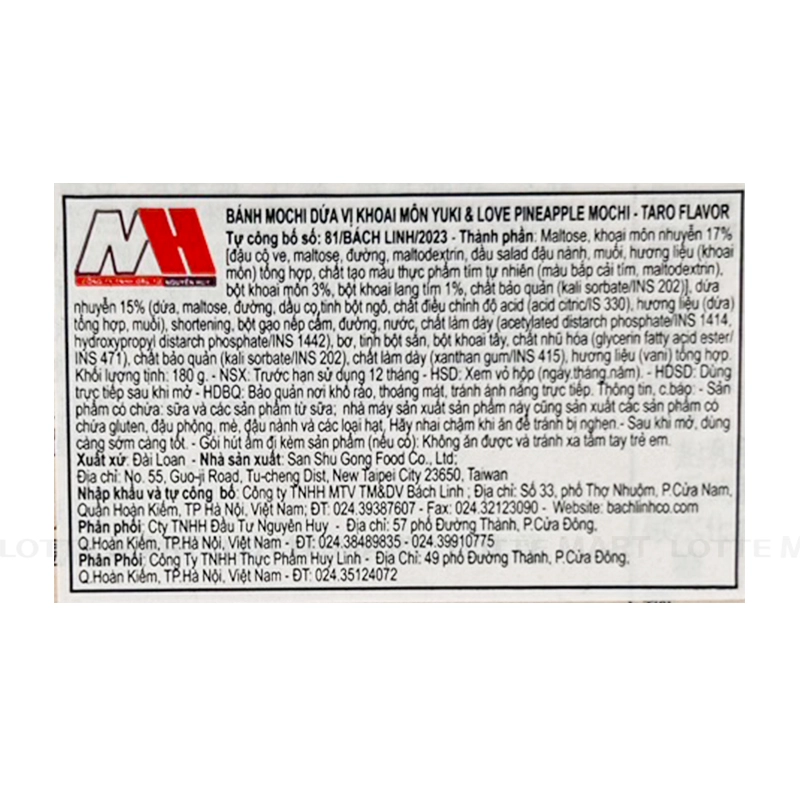 MH
CÔNG TY TNHH ĐẦU TƯ
NGUYÊN HUY
BÁNH MOCHI DỨA VỊ KHOAI MÔN YUKI & LOVE PINEAPPLE MOCHI - TARO FLAVOR
Tự công bố số: 81/BÁCH LINH/2023 - Thành phần: Maltose, khoai môn nhuyễn 17%
[đậu cô ve, maltose, đường, maltodextrin, dầu salad đậu nành, muối, hương liệu (khoai
môn) tổng hợp, chất tạo màu thực phẩm tím tự nhiên (màu bắp cải tím, maltodextrin),
bột khoai môn 3%, bột khoai lang tím 1%, chất bảo quản (kali sorbate/INS 202)], dứa
nhuyễn 15% (dứa, maltose, đường, dầu cọ,tinh bột ngô, chất điều chỉnh độ acid (acid citric/IS 330), hương liệu (dứa)
tổng hợp, muối), shortening, bột gạo nếp cẩm, đường, nước, chất làm dày (acetylated distarch phosphate/INS 1414,
hydroxypropyl distarch phosphate/INS 1442), bơ, tinh bột sắn, bột khoai tây, chất nhũ hóa (glycerin fatty acid ester/
INS 471), chất bảo quản (kali sorbate/INS 202), chất làm dày (xanthan gum/INS 415), hương liệu (vani) tổng hợp.
Khối lượng tịnh: 180 g. - NSX: Trước hạn sử dụng 12 tháng - HSD: Xem vỏ hộp (ngày.tháng.năm). - HDSD: Dùng
trực tiếp sau khi mở - HDBQ: Bảo quản nơi khô ráo, thoáng mát, tránh ánh nắng trực tiếp. Thông tin, c.báo: - Sản
phẩm có chứa: sữa và các sản phẩm từ sữa; nhà máy sản xuất sản phẩm này cũng sản xuất các sản phẩm có
chứa gluten, đậu phộng, mè, đậu nành và các loại hạt, Hãy nhai chậm khi ăn để tránh bị nghẹn.- Sau khi mở, dùng
càng sớm càng tốt. - Gói hút ẩm đi kèm sản phẩm (nếu có): Không ăn được và tránh xa tầm tay trẻ em.
Xuất xứ: Đài Loan - Nhà sản xuất: San Shu Gong Food Co., Ltd;
Địa chỉ: No. 55, Guo-ji Road, Tu-cheng Dist, New Taipei City 23650, Taiwan
Nhập khẩu và tự công bố: Công ty TNHH MTV TM&DV Bách Linh ; Địa chỉ: Số 33, phố Thợ Nhuộm, P.Cửa Nam,
Quận Hoàn Kiếm, TP Hà Nội, Việt Nam; ĐT: 024.39387607 - Fax: 024.32123090 - Website: bachlinhco.com
Phân phối: Cty TNHH Đầu Tư Nguyên Huy - Địa chỉ: 57 phố Đường Thành, P.Cửa Đông,
Q.Hoàn Kiếm, TP.Hà Nội, Việt Nam - ĐT: 024.38489835 - 024.39910775
Phân Phối: Công Ty TNHH Thực Phẩm Huy Linh - Địa Chỉ: 49 phố Đường Thành, P.Cửa Đông,
Q.Hoàn Kiếm, TP.Hà Nội, Việt Nam - ĐT: 024.35124072
LOTTE MART LOTTE M